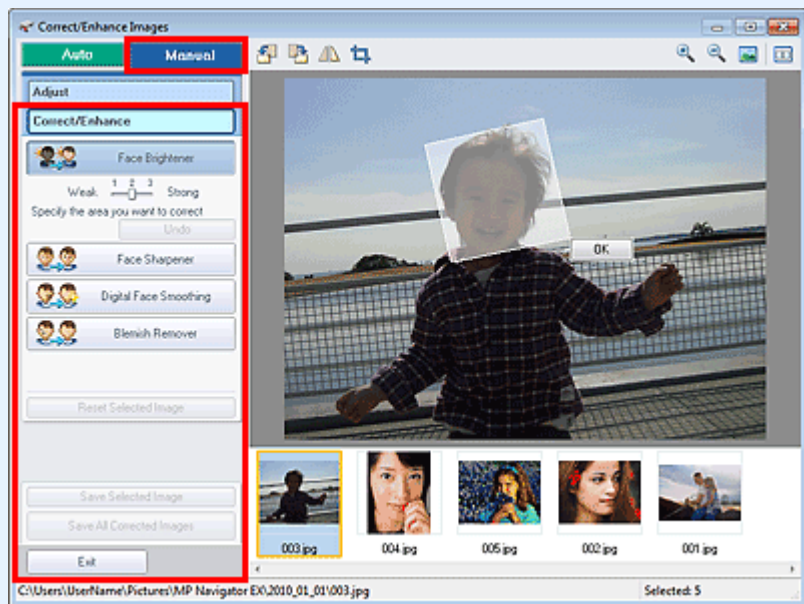 Correct/Enhance Images
Auto
Manual
Adjust
Correct/Enhance
Face Brightener
1 2 3
Weak Strong
Specify the area you want to correct
Undo
Face Sharpener
Digital Face Smoothing
Blemish Remover
Reset Selected Image
Save Selected Image
Save All Corrected Images
Exit
OK
003.jpg
004.jpg
005.jpg
002.jpg
001.jpg
C:\Users\UserName\Pictures\MP Navigator EX\2010_01_01\003.jpg
Selected: 5